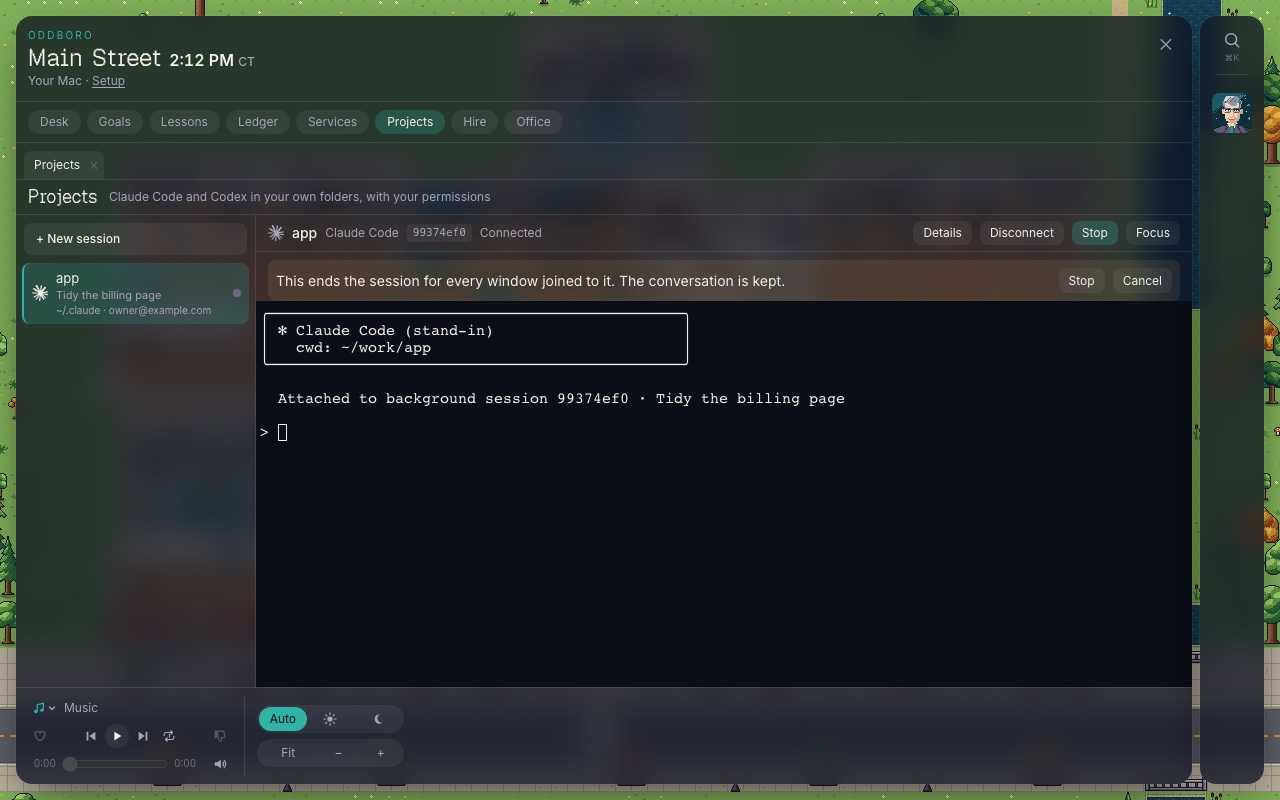 ODDBORO
Main Street 2:12 PM CT
Your Mac · Setup
⌘K
Desk Goals Lessons Ledger Services Projects Hire Office
Projects ×
Projects Claude Code and Codex in your own folders, with your permissions
+ New session
app Claude Code 99374ef0 Connected Details Disconnect Stop Focus
app
Tidy the billing page
~/.claude · owner@example.com
This ends the session for every window joined to it. The conversation is kept. Stop Cancel
✻ Claude Code (stand-in)
cwd: ~/work/app
Attached to background session 99374ef0 · Tidy the billing page
>
Music
Auto
Fit − +
0:00 0:00